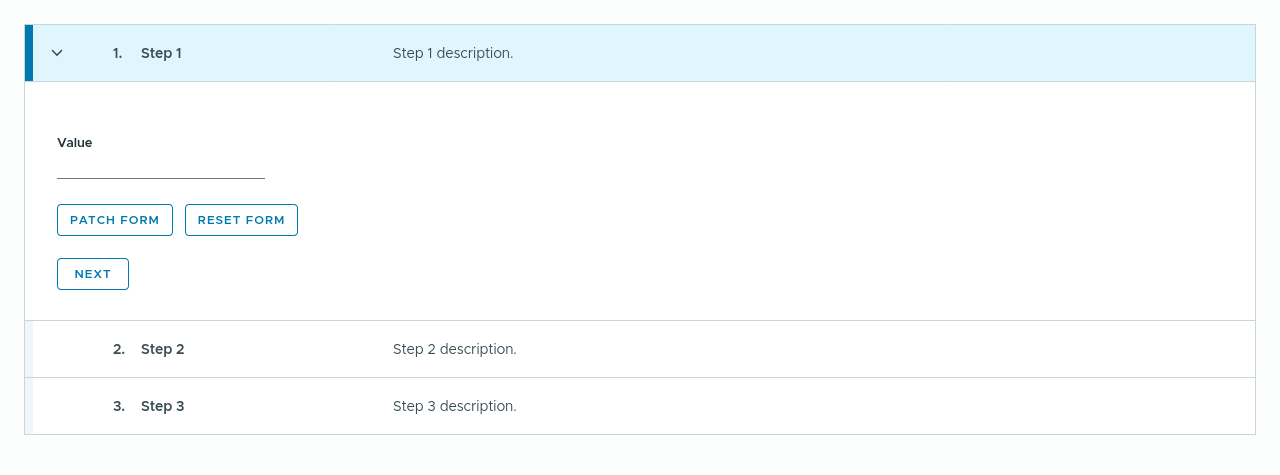 1. Step 1 Step 1 description.
Value
PATCH FORM RESET FORM
NEXT
2. Step 2 Step 2 description.
3. Step 3 Step 3 description.